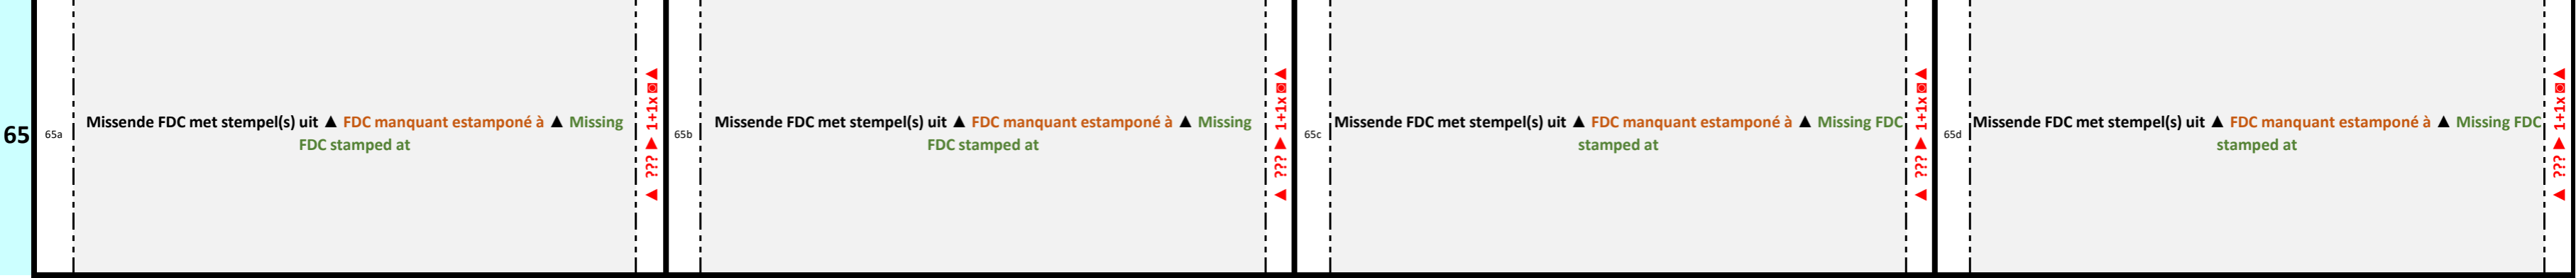 65
65a
Missende FDC met stempel(s) uit ▲ FDC manquant estamponé à ▲ Missing
FDC stamped at
◀ ??? ▶ 1+1x ◙ ◀
65b
Missende FDC met stempel(s) uit ▲ FDC manquant estamponé à ▲ Missing
FDC stamped at
◀ ??? ▶ 1+1x ◙ ◀
65c
Missende FDC met stempel(s) uit ▲ FDC manquant estamponé à ▲ Missing FDC
stamped at
◀ ??? ▶ 1+1x ◙ ◀
65d
Missende FDC met stempel(s) uit ▲ FDC manquant estamponé à ▲ Missing FDC
stamped at
◀ ??? ▶ 1+1x ◙ ◀